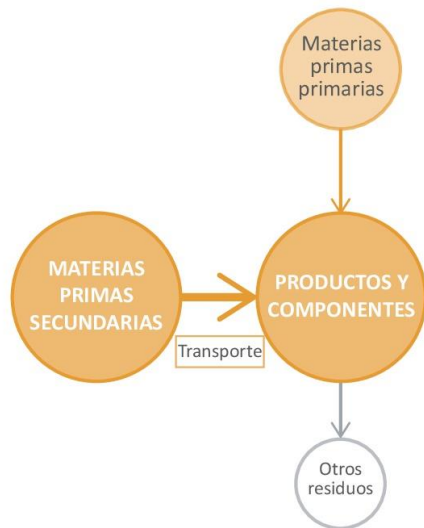 Materias
primas
primarias
MATERIAS
PRIMAS
SECUNDARIAS
Transporte
PRODUCTOS Y
COMPONENTES
Otros
residuos